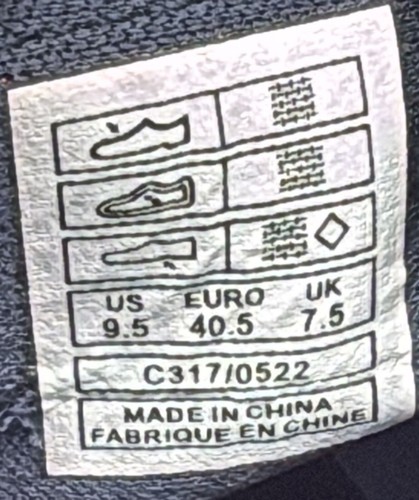 US EURO UK
9.5 40.5 7.5
C317/0522
MADE IN CHINA
FABRIQUE EN CHINE